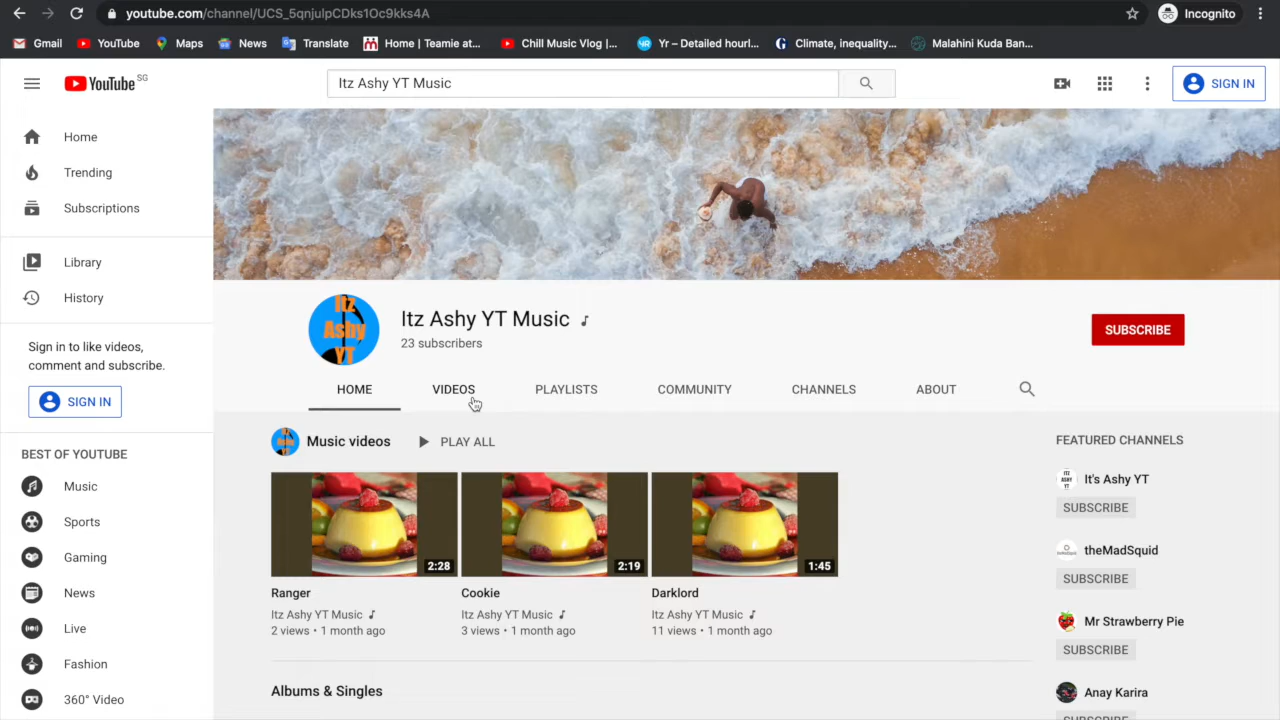 youtube.com/channel/UCS_5qnjulpCDks1Oc9kks4A
Incognito
Gmail
YouTube
Maps
News
Translate
Home | Teamie at...
Chill Music Vlog |...
Yr – Detailed hourl...
Climate, inequality...
Malahini Kuda Ban...
YouTube SG
Itz Ashy YT Music
SIGN IN
Home
Trending
Subscriptions
Library
History
Sign in to like videos,
comment and subscribe.
SIGN IN
BEST OF YOUTUBE
Music
Sports
Gaming
News
Live
Fashion
360° Video
Itz
Ashy
YT
Itz Ashy YT Music
23 subscribers
SUBSCRIBE
HOME
VIDEOS
PLAYLISTS
COMMUNITY
CHANNELS
ABOUT
Music videos
PLAY ALL
2:28
2:19
1:45
Ranger
Cookie
Darklord
Itz Ashy YT Music
Itz Ashy YT Music
Itz Ashy YT Music
2 views • 1 month ago
3 views • 1 month ago
11 views • 1 month ago
Albums & Singles
FEATURED CHANNELS
ITZ
ASHY
YT
It's Ashy YT
SUBSCRIBE
theMadSquid
SUBSCRIBE
Mr Strawberry Pie
SUBSCRIBE
Anay Karira
SUBSCRIBE